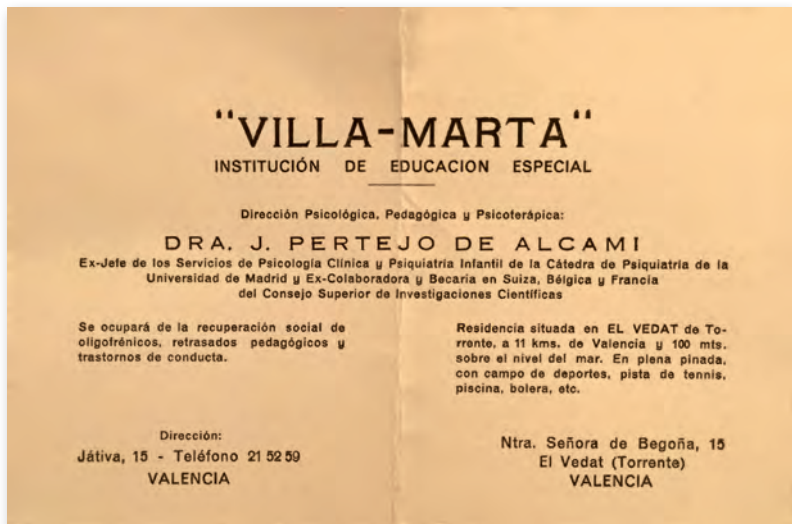 "VILLA-MARTA"
INSTITUCIÓN DE EDUCACION ESPECIAL
Dirección Psicológica, Pedagógica y Psicoterápica:
DRA. J. PERTEJO DE ALCAMI
Ex-Jefe de los Servicios de Psicología Clínica y Psiquiatría Infantil de la Cátedra de Psiquiatría de la
Universidad de Madrid y Ex-Colaboradora y Becaria en Suiza, Bélgica y Francia
del Consejo Superior de Investigaciones Científicas
Se ocupará de la recuperación social de
oligofrénicos, retrasados pedagógicos y
trastornos de conducta.
Residencia situada en EL VEDAT de To-
rrente, a 11 kms. de Valencia y 100 mts.
sobre el nivel del mar. En plena pinada,
con campo de deportes, pista de tennis,
piscina, bolera, etc.
Dirección:
Játiva, 15 - Teléfono 21 52 59
VALENCIA
Ntra. Señora de Begoña, 15
El Vedat (Torrente)
VALENCIA